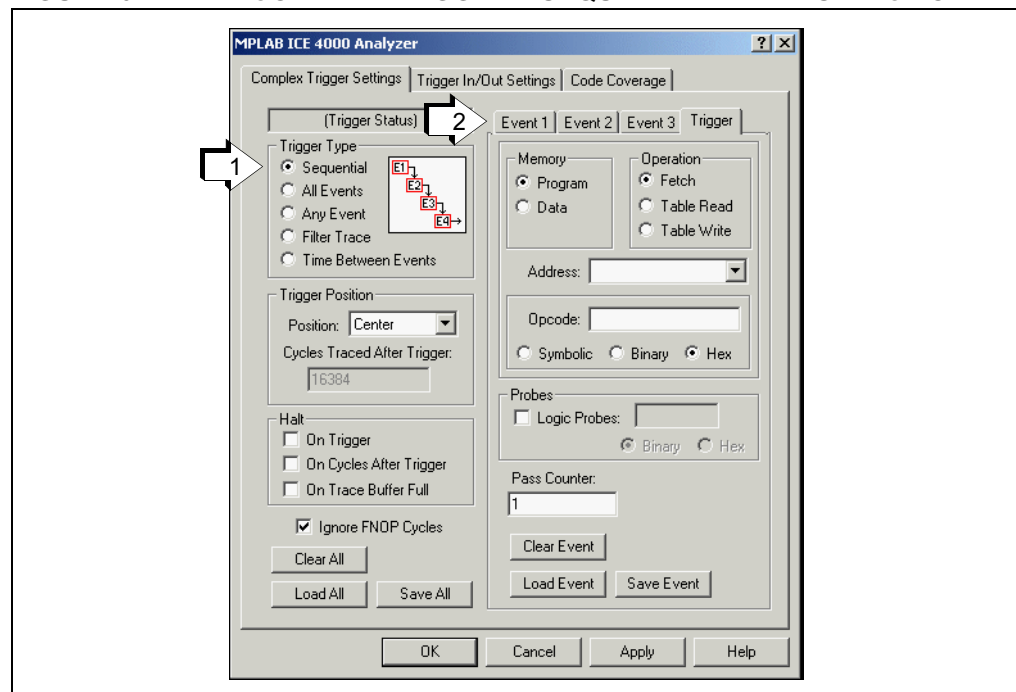 MPLAB ICE 4000 Analyzer
Complex Trigger Settings Trigger In/Out Settings Code Coverage
(Trigger Status)
2
Event 1 Event 2 Event 3 Trigger
1
Trigger Type
Sequential
All Events
Any Event
Filter Trace
Time Between Events
E1
E2
E3
E4
Memory
Program
Data
Operation
Fetch
Table Read
Table Write
Address:
Trigger Position
Position: Center
Cycles Traced After Trigger:
16384
Opcode:
Symbolic Binary Hex
Halt
On Trigger
On Cycles After Trigger
On Trace Buffer Full
Probes
Logic Probes:
Binary Hex
Pass Counter:
1
Ignore FNOP Cycles
Clear All
Load All Save All
Clear Event
Load Event Save Event
OK Cancel Apply Help